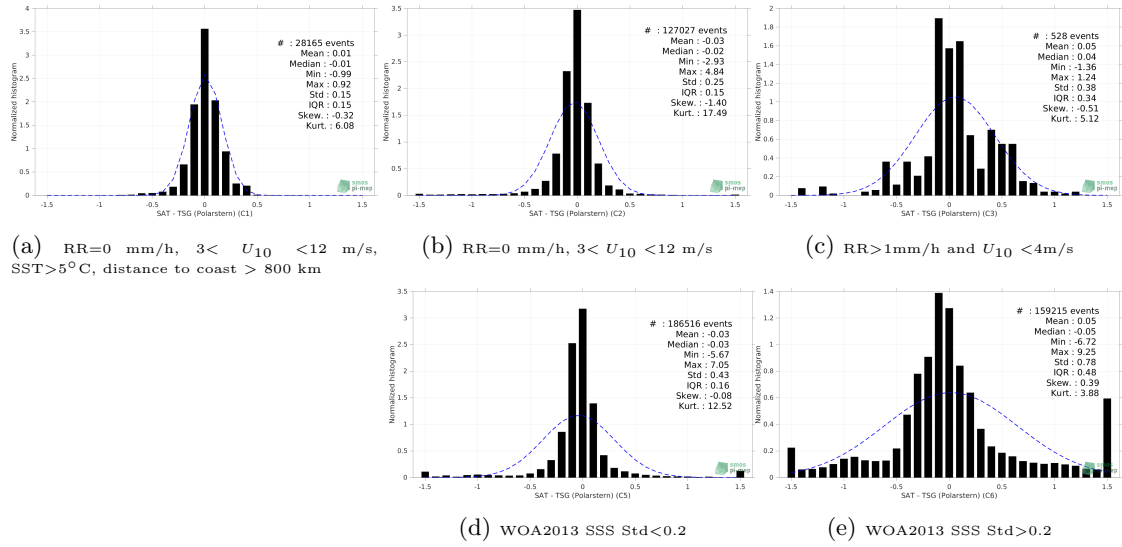 4
3.5
3
2.5
2
1.5
1
0.5
0
Normalized histogram
# : 28165 events
Mean : 0.01
Median : -0.01
Min : -0.99
Max : 0.92
Std : 0.15
IQR : 0.15
Skew. : -0.32
Kurt. : 6.08
smos
pi-mep
-1.5 -1 -0.5 0 0.5 1 1.5
SAT - TSG (Polarstern) (C1)
(a) RR=0 mm/h, 3< U10 <12 m/s,
SST>5°C, distance to coast > 800 km
3.5
3
2.5
2
1.5
1
0.5
0
Normalized histogram
# : 127027 events
Mean : -0.03
Median : -0.02
Min : -2.93
Max : 4.84
Std : 0.25
IQR : 0.15
Skew. : -1.40
Kurt. : 17.49
smos
pi-mep
-1.5 -1 -0.5 0 0.5 1 1.5
SAT - TSG (Polarstern) (C2)
(b) RR=0 mm/h, 3< U10 <12 m/s
2
1.8
1.6
1.4
1.2
1
0.8
0.6
0.4
0.2
0
Normalized histogram
# : 528 events
Mean : 0.05
Median : 0.04
Min : -1.36
Max : 1.24
Std : 0.38
IQR : 0.34
Skew. : -0.51
Kurt. : 5.12
smos
pi-mep
-1.5 -1 -0.5 0 0.5 1 1.5
SAT - TSG (Polarstern) (C3)
(c) RR>1mm/h and U10 <4m/s
3.5
3
2.5
2
1.5
1
0.5
0
Normalized histogram
# : 186516 events
Mean : -0.03
Median : -0.03
Min : -5.67
Max : 7.05
Std : 0.43
IQR : 0.16
Skew. : -0.08
Kurt. : 12.52
smos
pi-mep
-1.5 -1 -0.5 0 0.5 1 1.5
SAT - TSG (Polarstern) (C5)
(d) WOA2013 SSS Std<0.2
1.4
1.2
1
0.8
0.6
0.4
0.2
0
Normalized histogram
# : 159215 events
Mean : 0.05
Median : -0.05
Min : -6.72
Max : 9.25
Std : 0.78
IQR : 0.48
Skew. : 0.39
Kurt. : 3.88
smos
pi-mep
-1.5 -1 -0.5 0 0.5 1 1.5
SAT - TSG (Polarstern) (C6)
(e) WOA2013 SSS Std>0.2